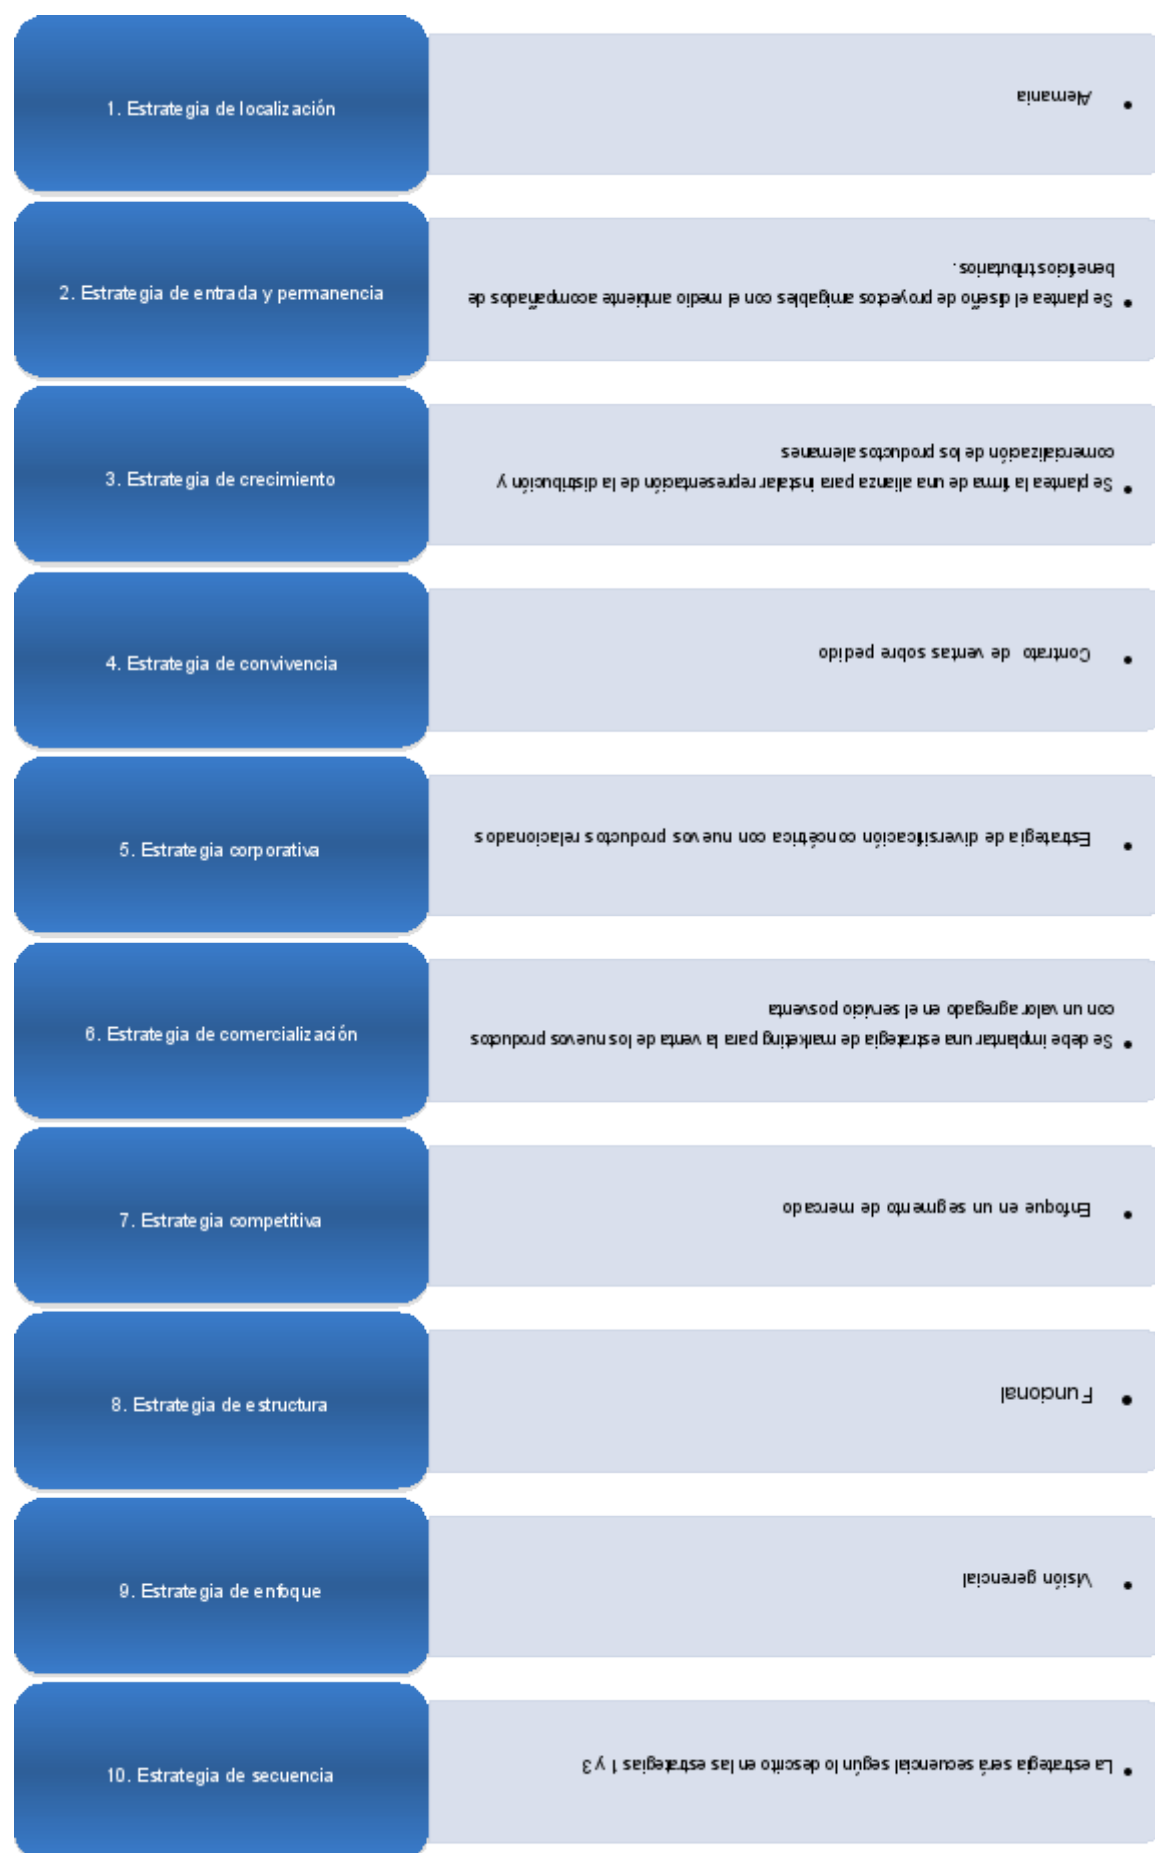 1. Estrategia de localización
• Alemania
2. Estrategia de entrada y permanencia
• Se plantea el diseño de proyectos amigables con el medio ambiente acompañados de
beneficios tributarios.
3. Estrategia de crecimiento
• Se plantea la firma de una alianza para instalar representación de la distribución y
comercialización de los productos alemanes
4. Estrategia de convivencia
• Contrato de ventas sobre pedido
5. Estrategia corporativa
• Estrategia de diversificación concéctrica con nuevos productos relacionados
6. Estrategia de comercialización
• Se debe implantar una estrategia de marketing para la venta de los nuevos productos
con un valor agregado en el servicio posventa
7. Estrategia competitiva
• Enfoque en un segmento de mercado
8. Estrategia de estructura
• Funcional
9. Estrategia de enfoque
• Visión gerencial
10. Estrategia de secuencia
• La estrategia será secuencial según lo descrito en las estrategias 1 y 3